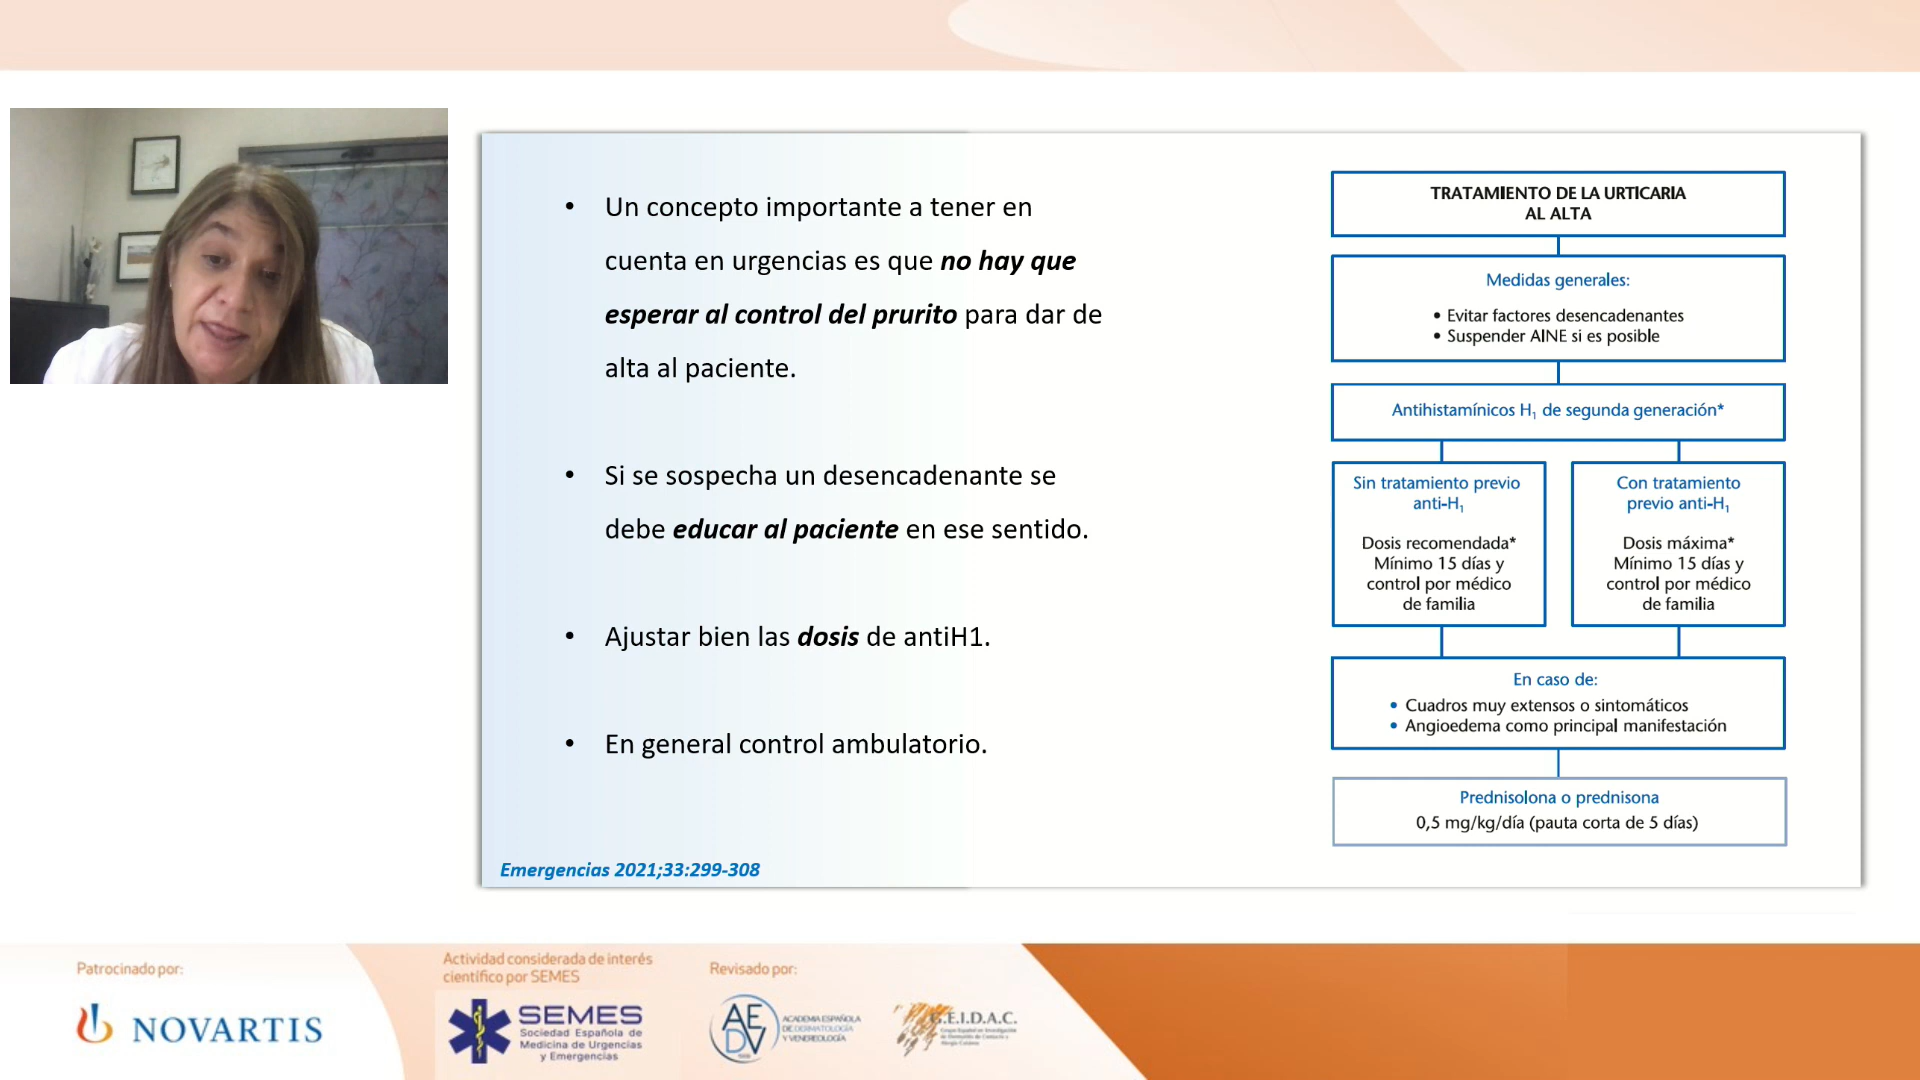 Un concepto importante a tener en
cuenta en urgencias es que no hay que
esperar al control del prurito para dar de
alta al paciente.
Si se sospecha un desencadenante se
debe educar al paciente en ese sentido.
Ajustar bien las dosis de antiH1.
En general control ambulatorio.
Emergencias 2021;33:299-308
TRATAMIENTO DE LA URTICARIA
AL ALTA
Medidas generales:
• Evitar factores desencadenantes
• Suspender AINE si es posible
Antihistamínicos H₁ de segunda generación*
Sin tratamiento previo
anti-H₁
Dosis recomendada*
Mínimo 15 días y
control por médico
de familia
Con tratamiento
previo anti-H₁
Dosis máxima*
Mínimo 15 días y
control por médico
de familia
En caso de:
• Cuadros muy extensos o sintomáticos
• Angioedema como principal manifestación
Prednisolona o prednisona
0,5 mg/kg/día (pauta corta de 5 días)
Patrocinado por:
NOVARTIS
Actividad considerada de interés
científico por SEMES
SEMES
Sociedad Española de
Medicina de Urgencias
y Emergencias
Revisado por:
AEDV
ACADEMIA ESPAÑOLA
DE DERMATOLOGÍA
Y VENEREOLOGÍA
G.E.I.D.A.C.